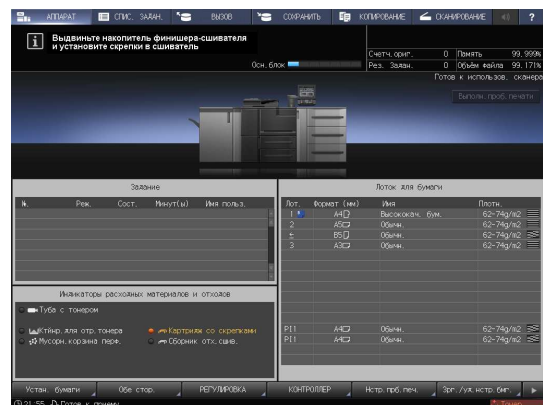 АППАРАТ
СПИС. ЗАДАН.
ВЫЗОВ
СОХРАНИТЬ
КОПИРОВАНИЕ
СКАНИРОВАНИЕ
?
Выдвиньте накопитель финишера-сшивателя
и установите скрепки в сшиватель
Осн. блок
Счетч. ориг. 0 Память 99.999%
Рез. Задан. 0 Объём файла 99.171%
Готов к использов. сканера
Выполн. проб. печати
Задание
№. Реж. Сост. Минут(ы) Имя польз.
Лоток для бумаги
Лот. Формат (мм) Имя Плотн.
1 A4 Высококач. бум. 62-74g/m2
2 A5 Обычн. 62-74g/m2
B5 Обычн. 62-74g/m2
3 A3 Обычн. 62-74g/m2
PI1 A4 Обычн. 62-74g/m2
PI1 A4 Обычн. 62-74g/m2
Индикаторы расходных материалов и отходов
Туба с тонером
Ктйнр. для отр. тонера
Картридж со скрепками
Мусорн. корзина перф.
Сборник отх. сшив.
Устан. бумаги
Обе стор.
РЕГУЛИРОВКА
КОНТРОЛЛЕР
Нстр. прб. печ.
Зрг. /уд. нстр. бмг.
21:55
Готов к приему
Тонер